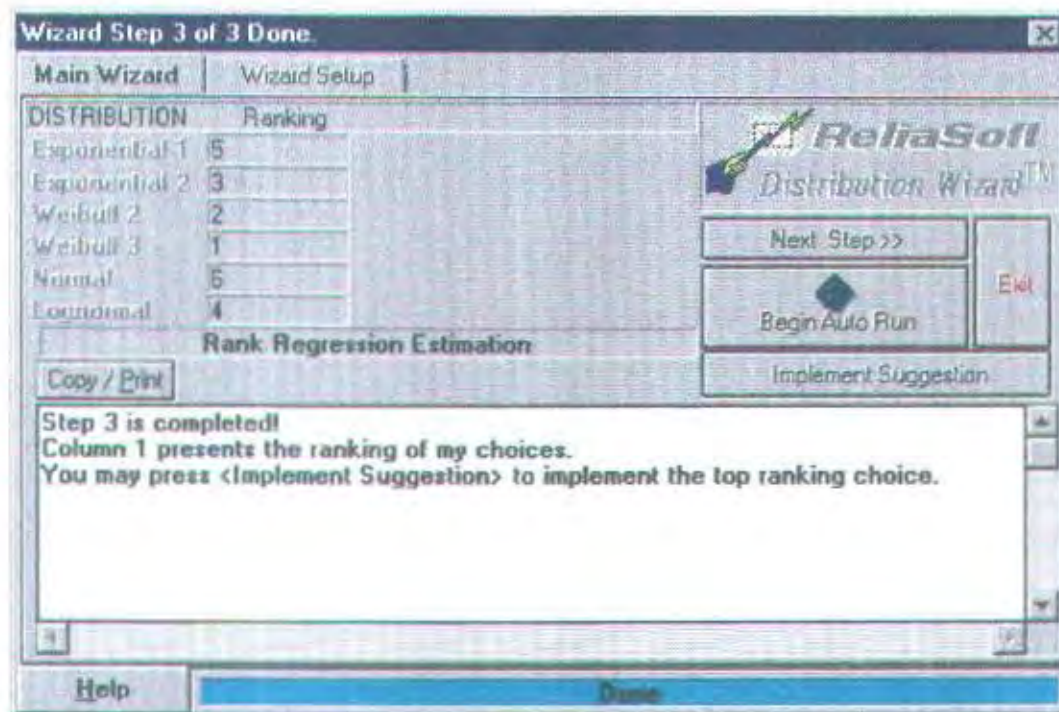 Wizard Step 3 of 3 Done.
Main Wizard Wizard Setup
DISTRIBUTION Ranking
Exponential 1 5
Exponential 2 3
Weibull 2 2
Weibull 3 1
Normal 6
Lognormal 4
Rank Regression Estimation
Copy / Print
ReliaSoft
Distribution Wizard™
Next Step >>
Begin Auto Run
Exit
Implement Suggestion
Step 3 is completed!
Column 1 presents the ranking of my choices.
You may press <Implement Suggestion> to implement the top ranking choice.
Help
Done